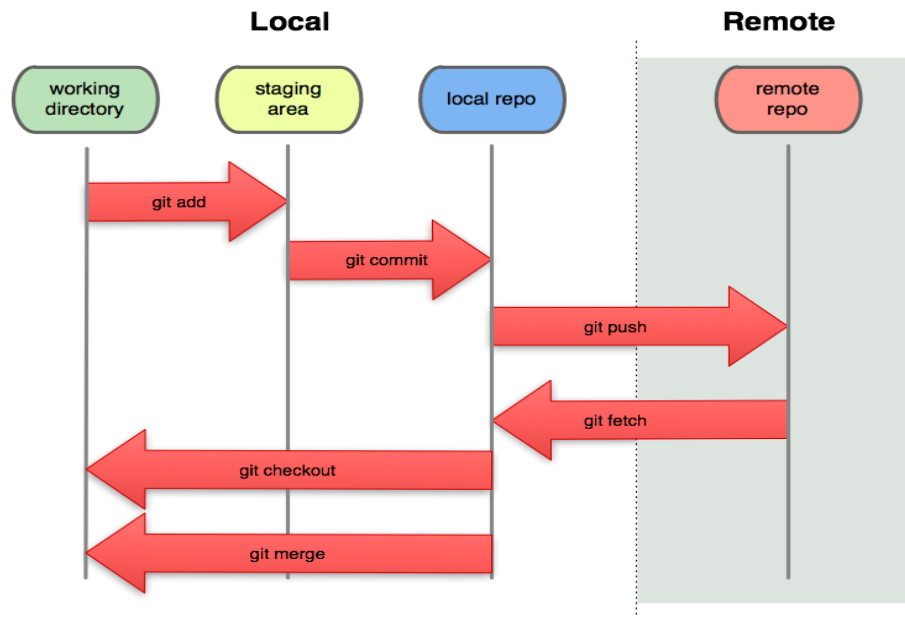 Local
Remote
working
directory
staging
area
local repo
remote
repo
git add
git commit
git push
git fetch
git checkout
git merge